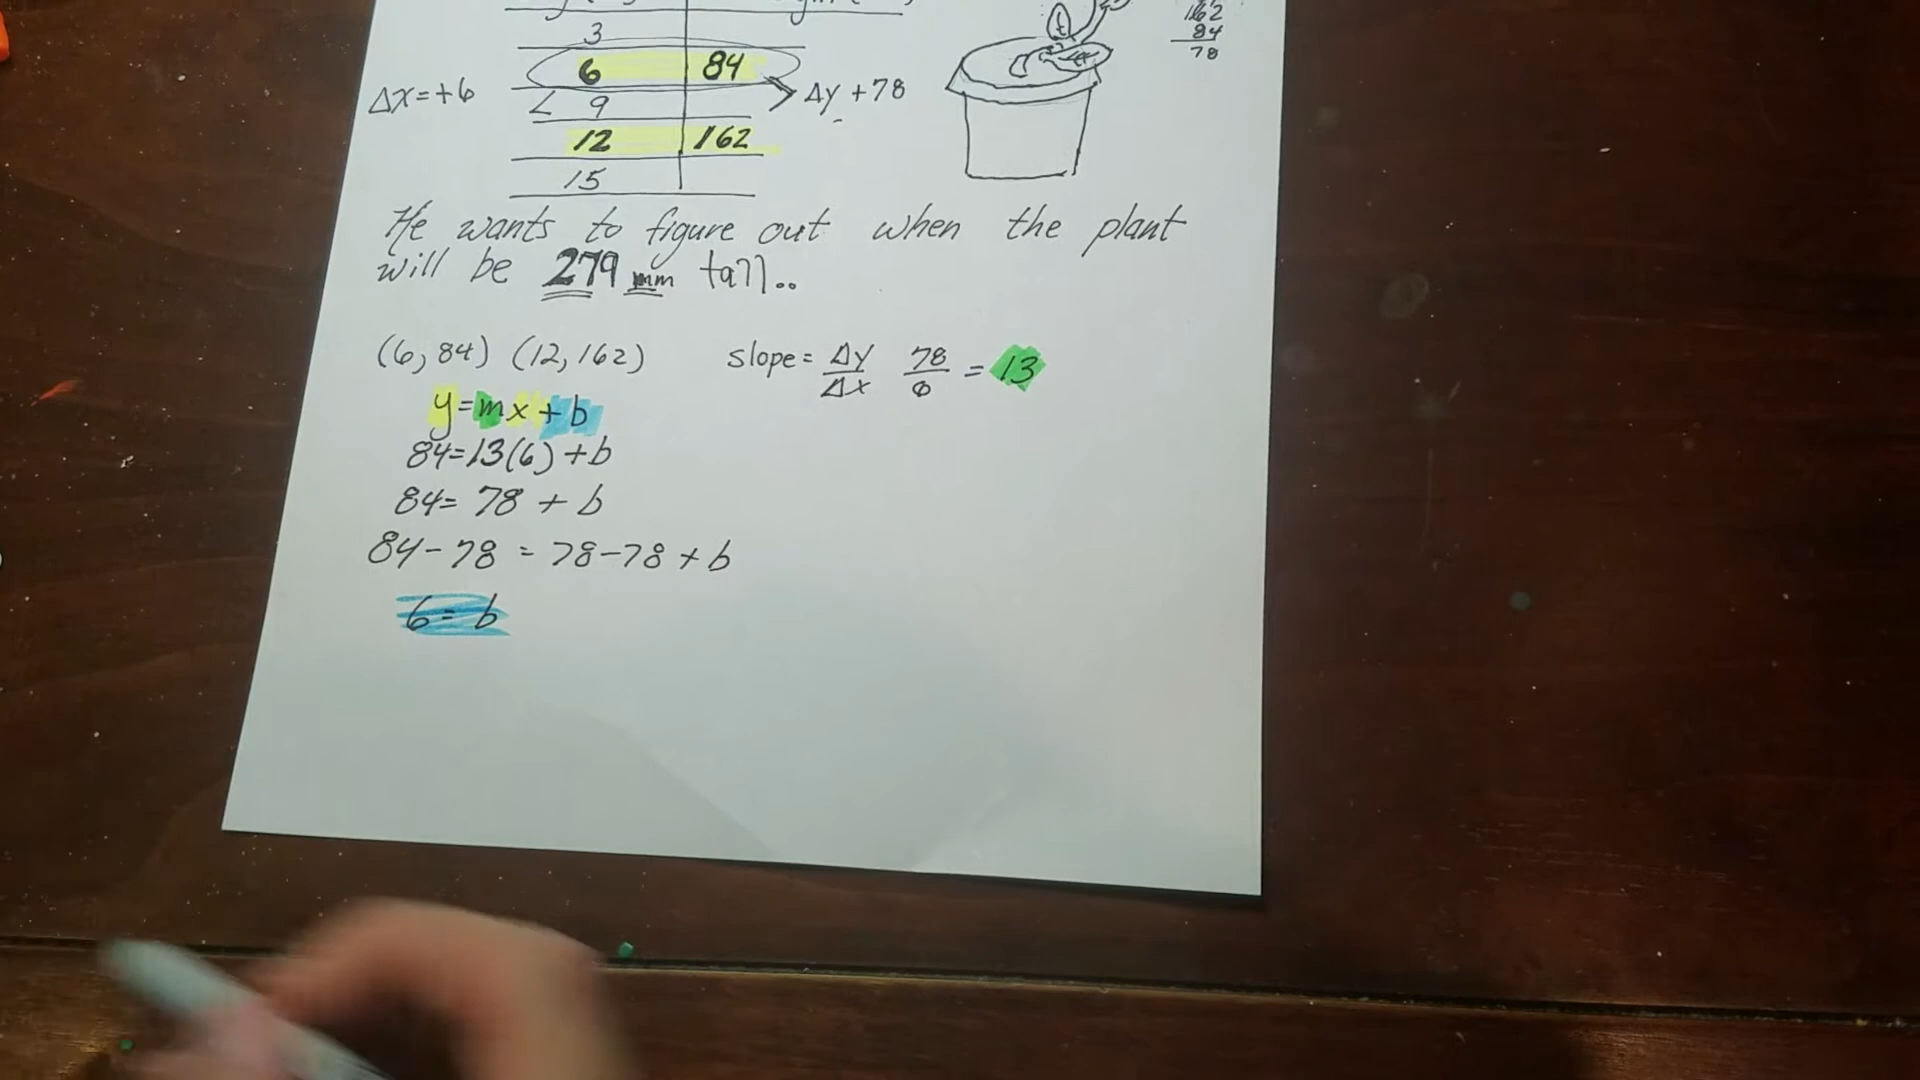 3
6 84
Δx=+6 < 9 > Δy +78
12 162
15
162
84
78
He wants to figure out when the plant
will be 279 mm tall..
(6,84) (12,162) slope= Δy/Δx 78/6 = 13
y=mx+b
84=13(6)+b
84= 78 + b
84-78 = 78-78 + b
6= b